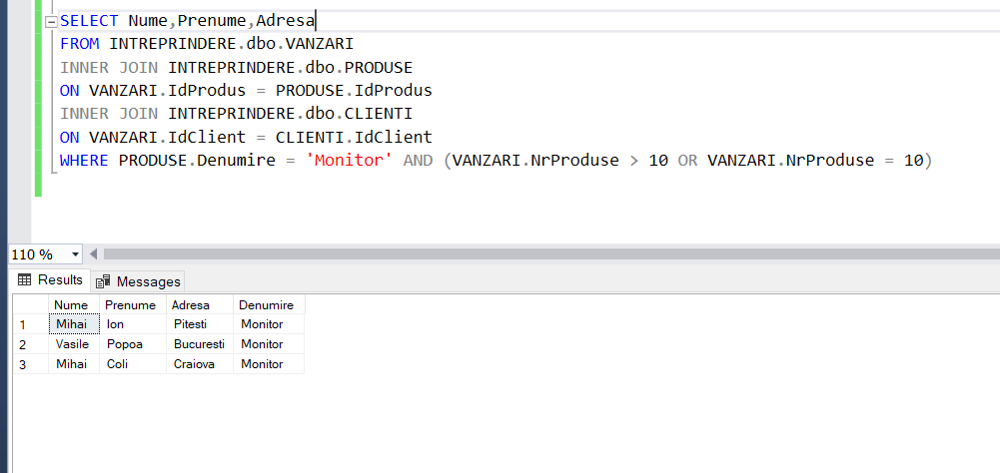 SELECT Nume,Prenume,Adresa
FROM INTREPRINDERE.dbo.VANZARI
INNER JOIN INTREPRINDERE.dbo.PRODUSE
ON VANZARI.IdProdus = PRODUSE.IdProdus
INNER JOIN INTREPRINDERE.dbo.CLIENTI
ON VANZARI.IdClient = CLIENTI.IdClient
WHERE PRODUSE.Denumire = 'Monitor' AND (VANZARI.NrProduse > 10 OR VANZARI.NrProduse = 10)
110 %
Results Messages
Nume Prenume Adresa Denumire
1 Mihai Ion Pitesti Monitor
2 Vasile Popoa Bucuresti Monitor
3 Mihai Coli Craiova Monitor